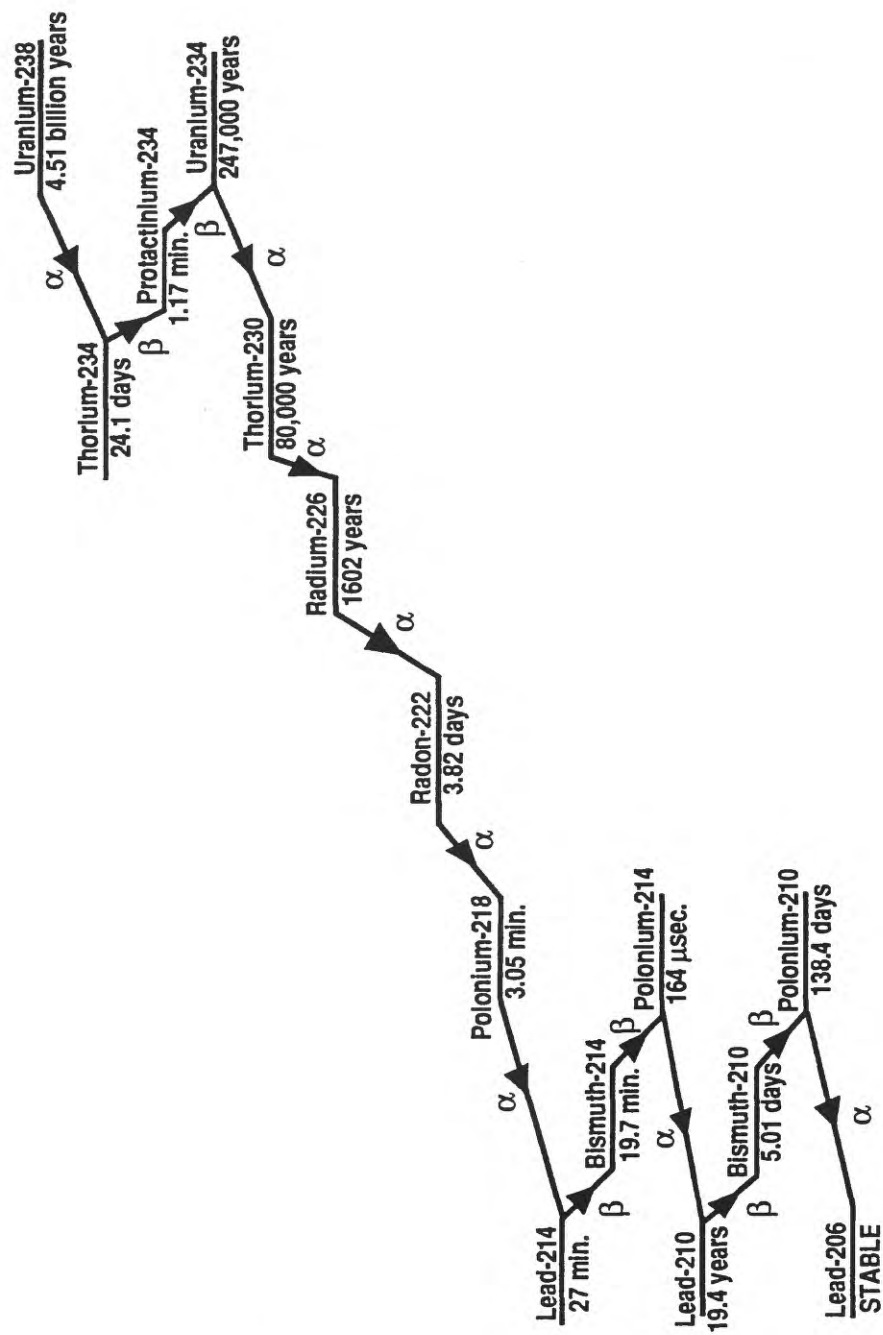 Uranium-238
4.51 billion years
α
Thorium-234
24.1 days
β
Protactinium-234
1.17 min.
β
Uranium-234
247,000 years
α
Thorium-230
80,000 years
α
Radium-226
1602 years
α
Radon-222
3.82 days
α
Polonium-218
3.05 min.
α
Lead-214
27 min.
β
Bismuth-214
19.7 min.
β
Polonium-214
164 μsec.
α
Lead-210
19.4 years
β
Bismuth-210
5.01 days
β
Polonium-210
138.4 days
α
Lead-206
STABLE